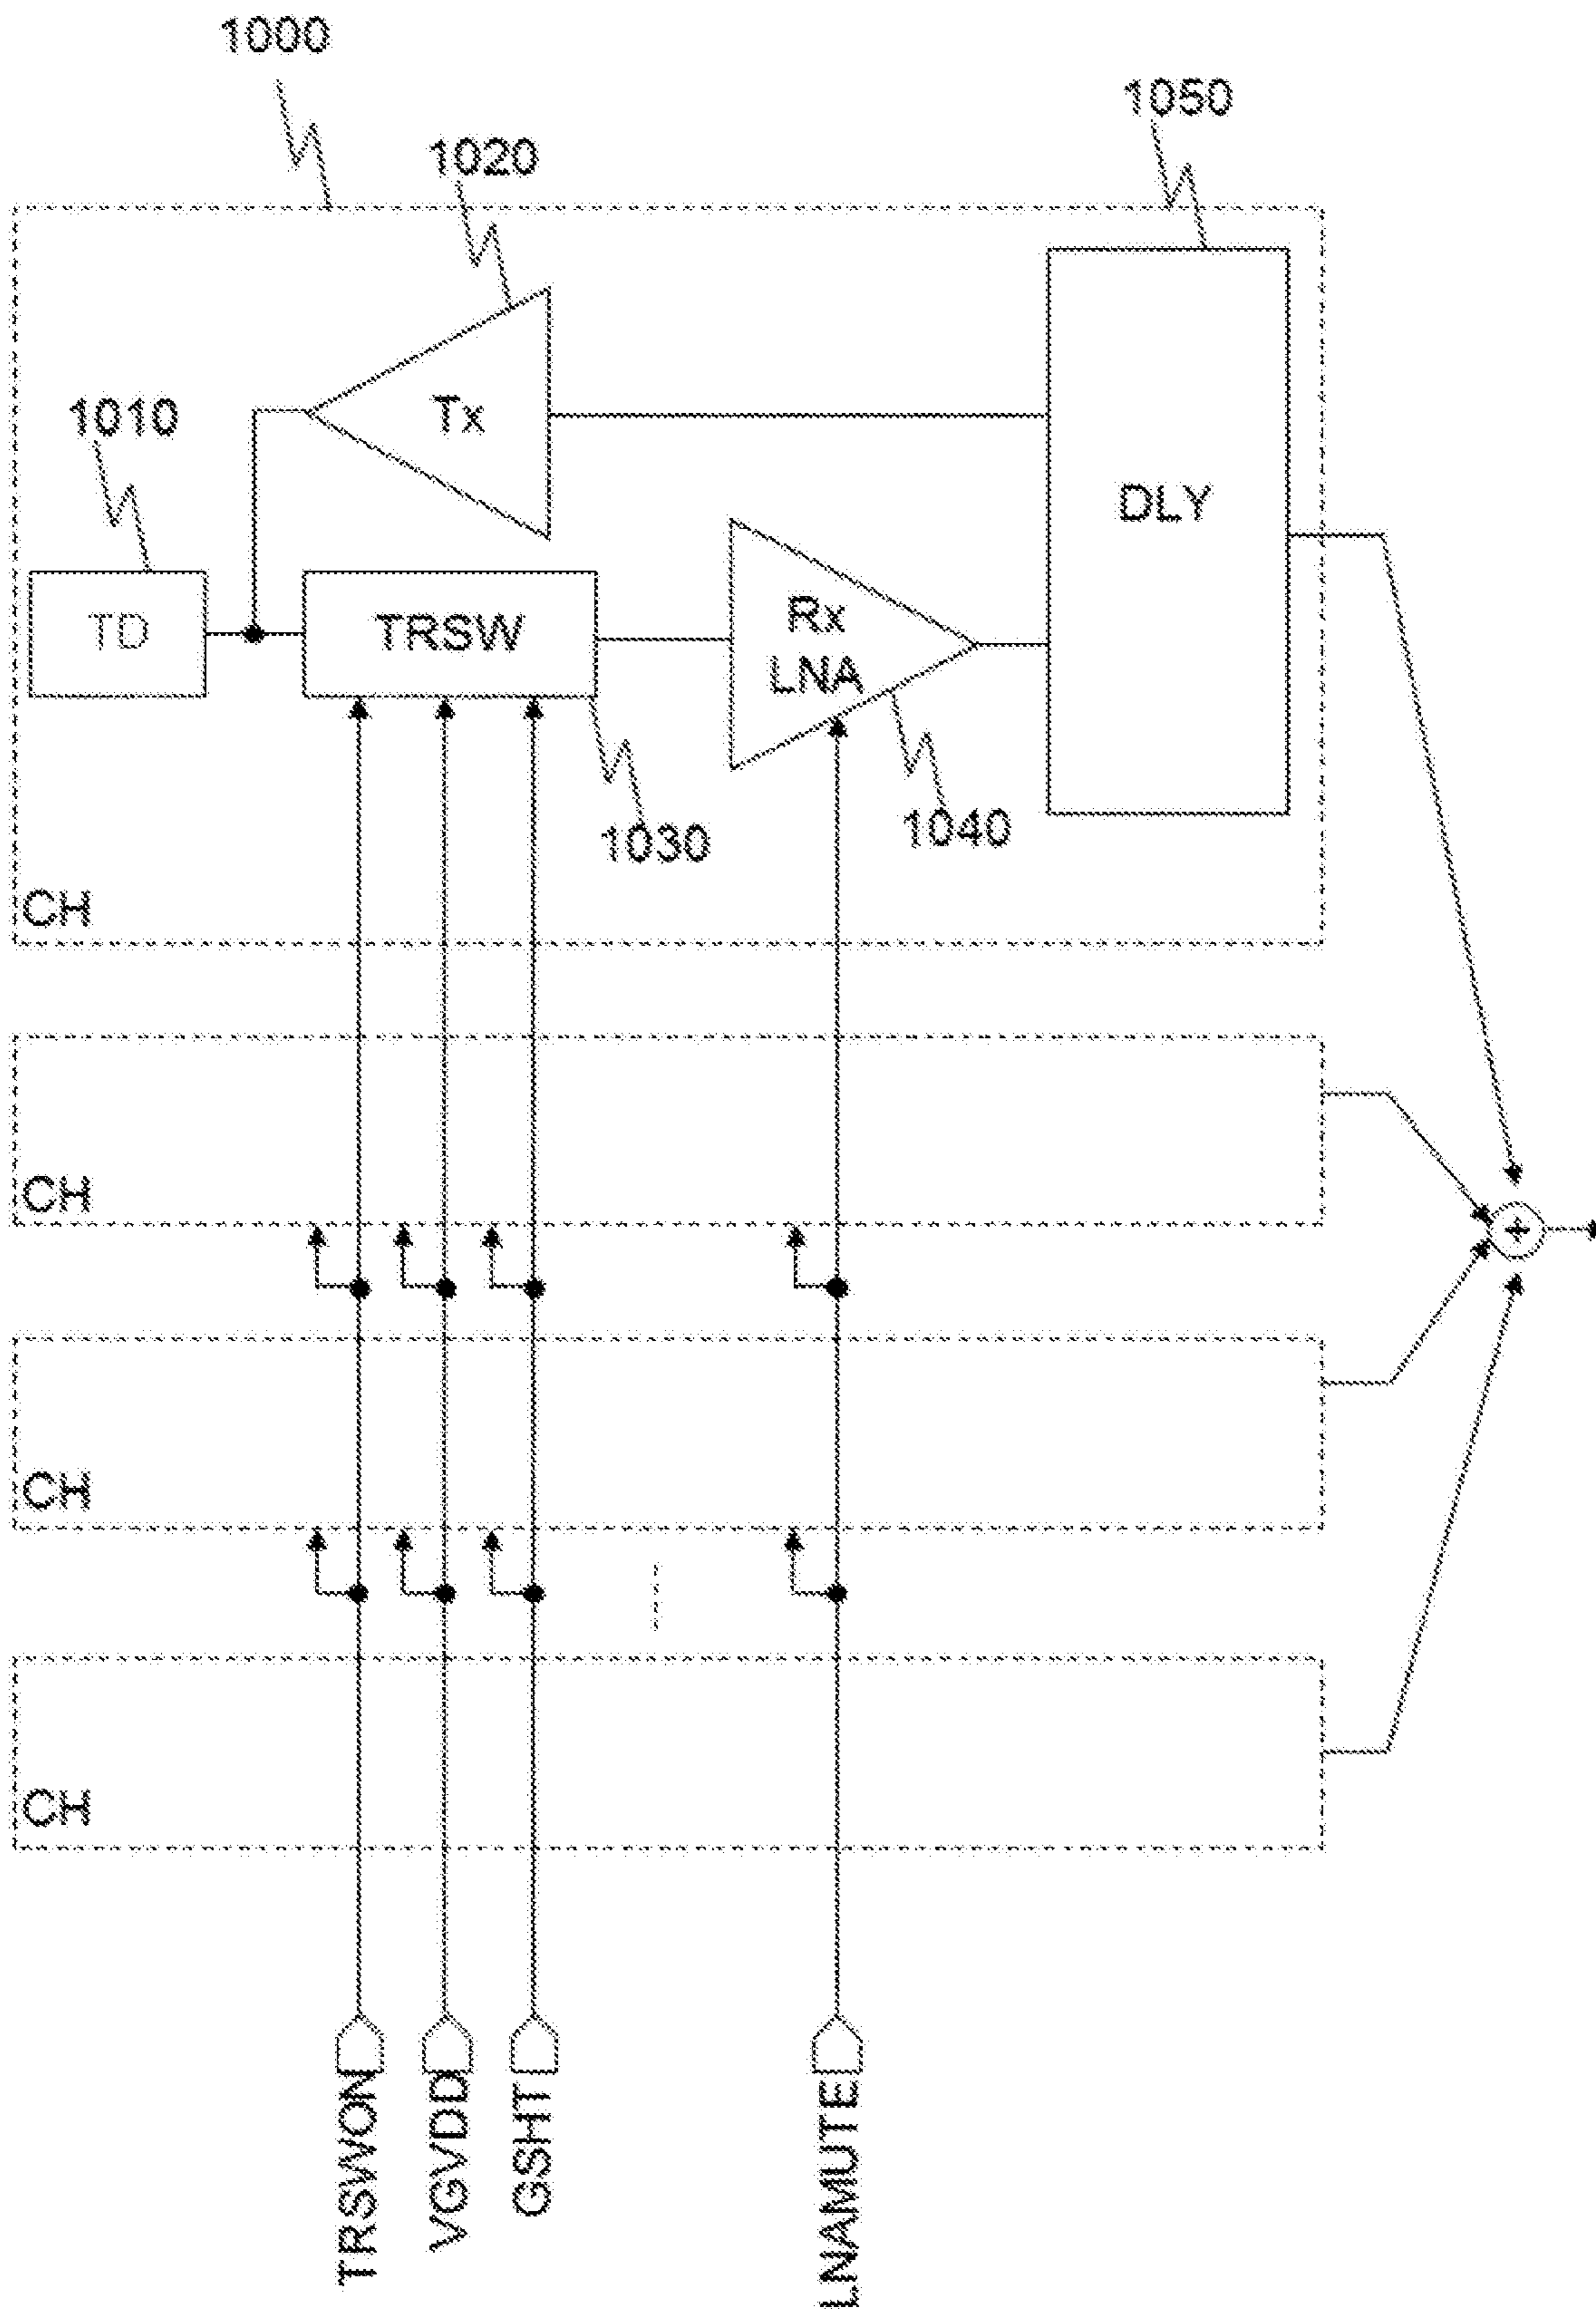 1000
1050
1020
1010
Tx
DLY
TD
TRSW
Rx
LNA
1030
1040
CH
CH
+
CH
CH
TRSWON
VGVDD
GSHT
LNAMUTE